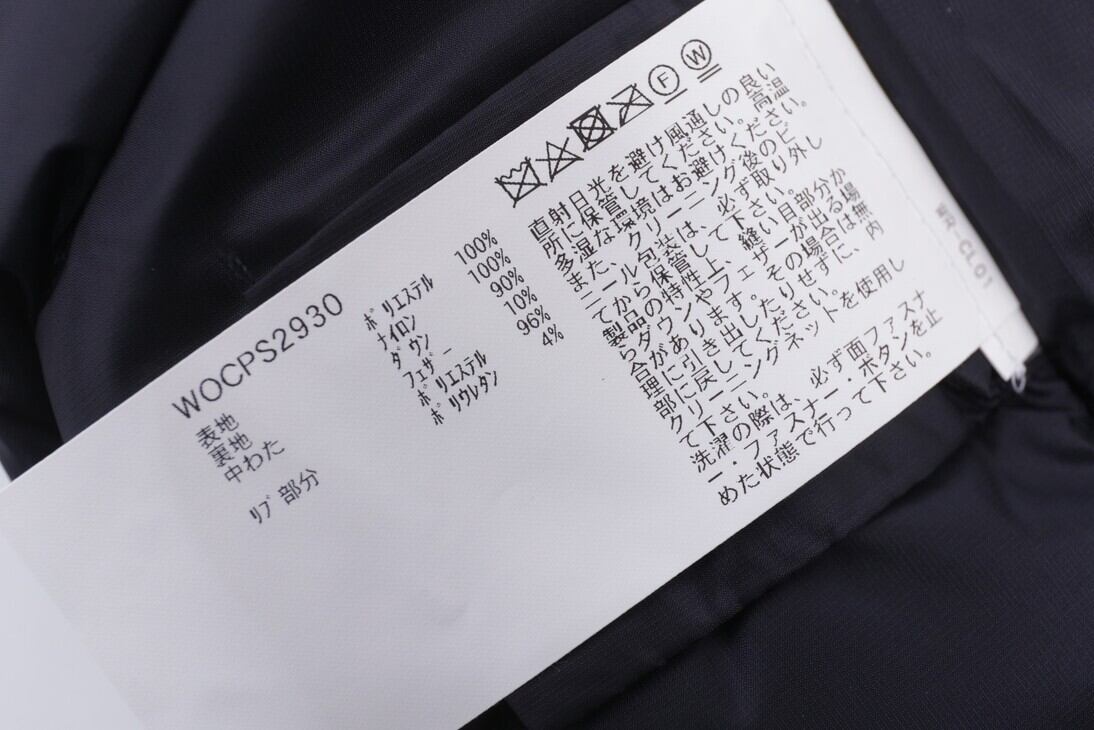 WOCPS2930
表地 ポリエステル 100%
裏地 ナイロン 100%
中わた ダウン 90%
フェザー 10%
リブ部分 ポリエステル 96%
ポリウレタン 4%
F
W
直射日光を避け風通しの良い
所に保管してください。高温
多湿な環境はお避けください。
また、クリーニング後のビ
ニール包装は、必ず取り外し
てから保管して下さい。
製品の特性上、縫い目部分か
らダウンやフェザーが出る場
合があります。その場合は無
理に引き出したりせずに、内
部に戻してください。
クリーニングネットを使用し
て下さい。
洗濯の際は、必ず面ファスナ
ー・ファスナー・ボタンを止
めた状態で行って下さい。